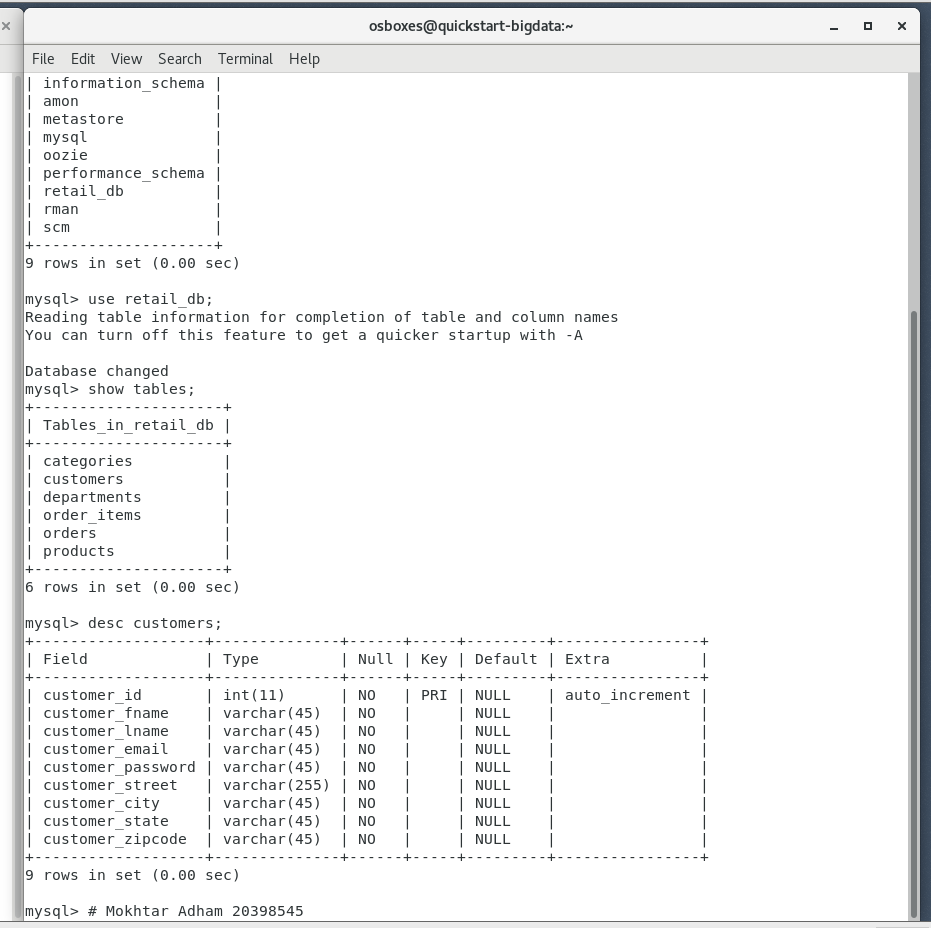 osboxes@quickstart-bigdata:~
File Edit View Search Terminal Help
| information_schema |
| amon               |
| metastore          |
| mysql              |
| oozie              |
| performance_schema |
| retail_db          |
| rman               |
| scm                |
+--------------------+
9 rows in set (0.00 sec)
mysql> use retail_db;
Reading table information for completion of table and column names
You can turn off this feature to get a quicker startup with -A
Database changed
mysql> show tables;
+---------------------+
| Tables_in_retail_db |
+---------------------+
| categories          |
| customers           |
| departments         |
| order_items         |
| orders              |
| products            |
+---------------------+
6 rows in set (0.00 sec)
mysql> desc customers;
+-------------------+--------------+------+-----+---------+----------------+
| Field             | Type         | Null | Key | Default | Extra          |
+-------------------+--------------+------+-----+---------+----------------+
| customer_id       | int(11)      | NO   | PRI | NULL    | auto_increment |
| customer_fname    | varchar(45)  | NO   |     | NULL    |                |
| customer_lname    | varchar(45)  | NO   |     | NULL    |                |
| customer_email    | varchar(45)  | NO   |     | NULL    |                |
| customer_password | varchar(45)  | NO   |     | NULL    |                |
| customer_street   | varchar(255) | NO   |     | NULL    |                |
| customer_city     | varchar(45)  | NO   |     | NULL    |                |
| customer_state    | varchar(45)  | NO   |     | NULL    |                |
| customer_zipcode  | varchar(45)  | NO   |     | NULL    |                |
+-------------------+--------------+------+-----+---------+----------------+
9 rows in set (0.00 sec)
mysql> # Mokhtar Adham 20398545